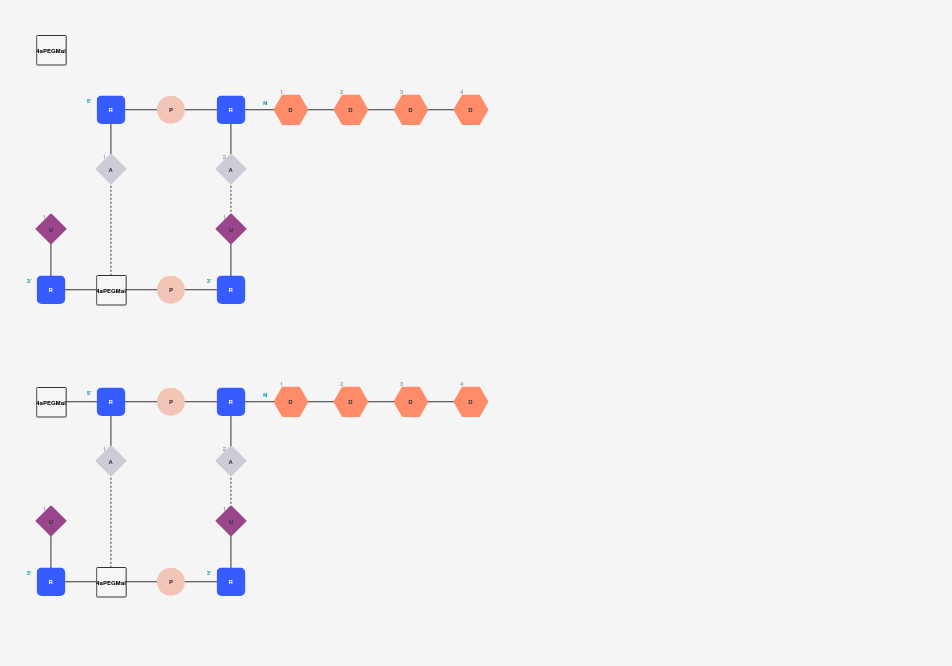 4aPEGMal
5' R P R N 1 D 2 D 3 D 4 D
1 A 2 A
1 U 1 U
3' R 4aPEGMal P 3' R
4aPEGMal 5' R P R N 1 D 2 D 3 D 4 D
1 A 2 A
1 U 1 U
3' R 4aPEGMal P 3' R